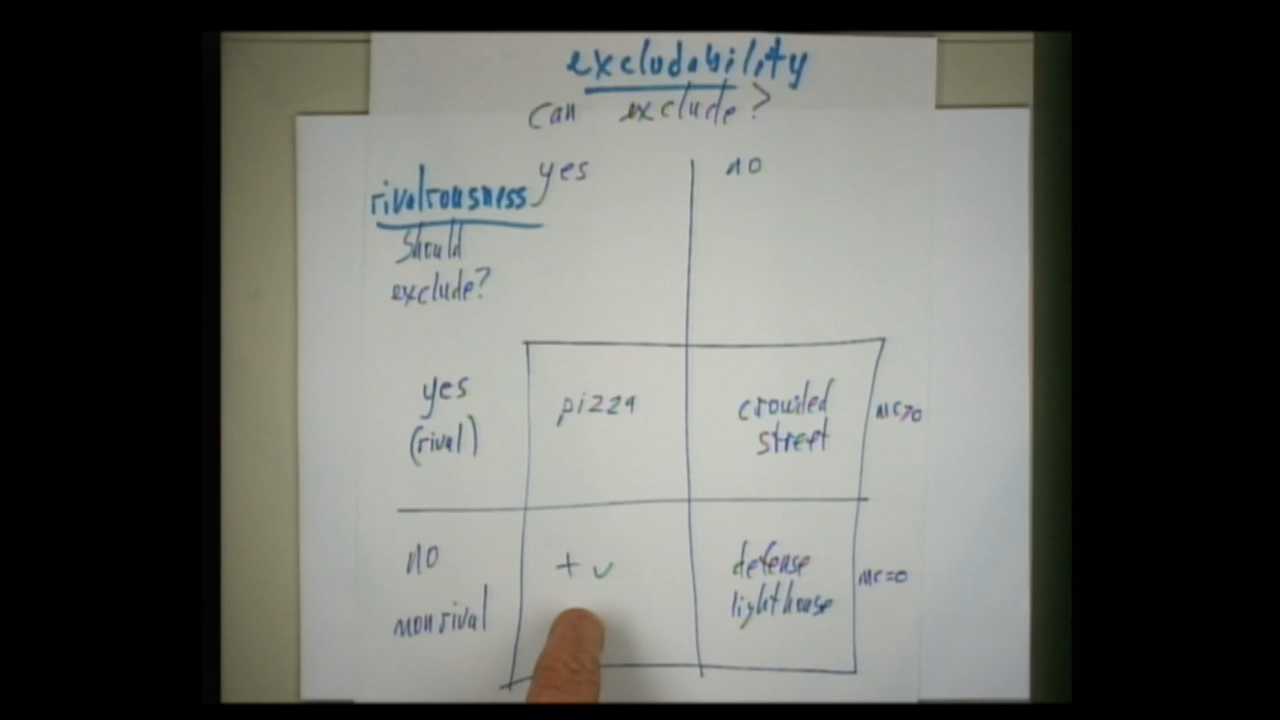 excludability
can exclude?
yes
no
rivalrousness
should
exclude?
yes
(rival)
pizza
crowded
street
MC>0
no
nonrival
tv
defense
lighthouse
MC=0